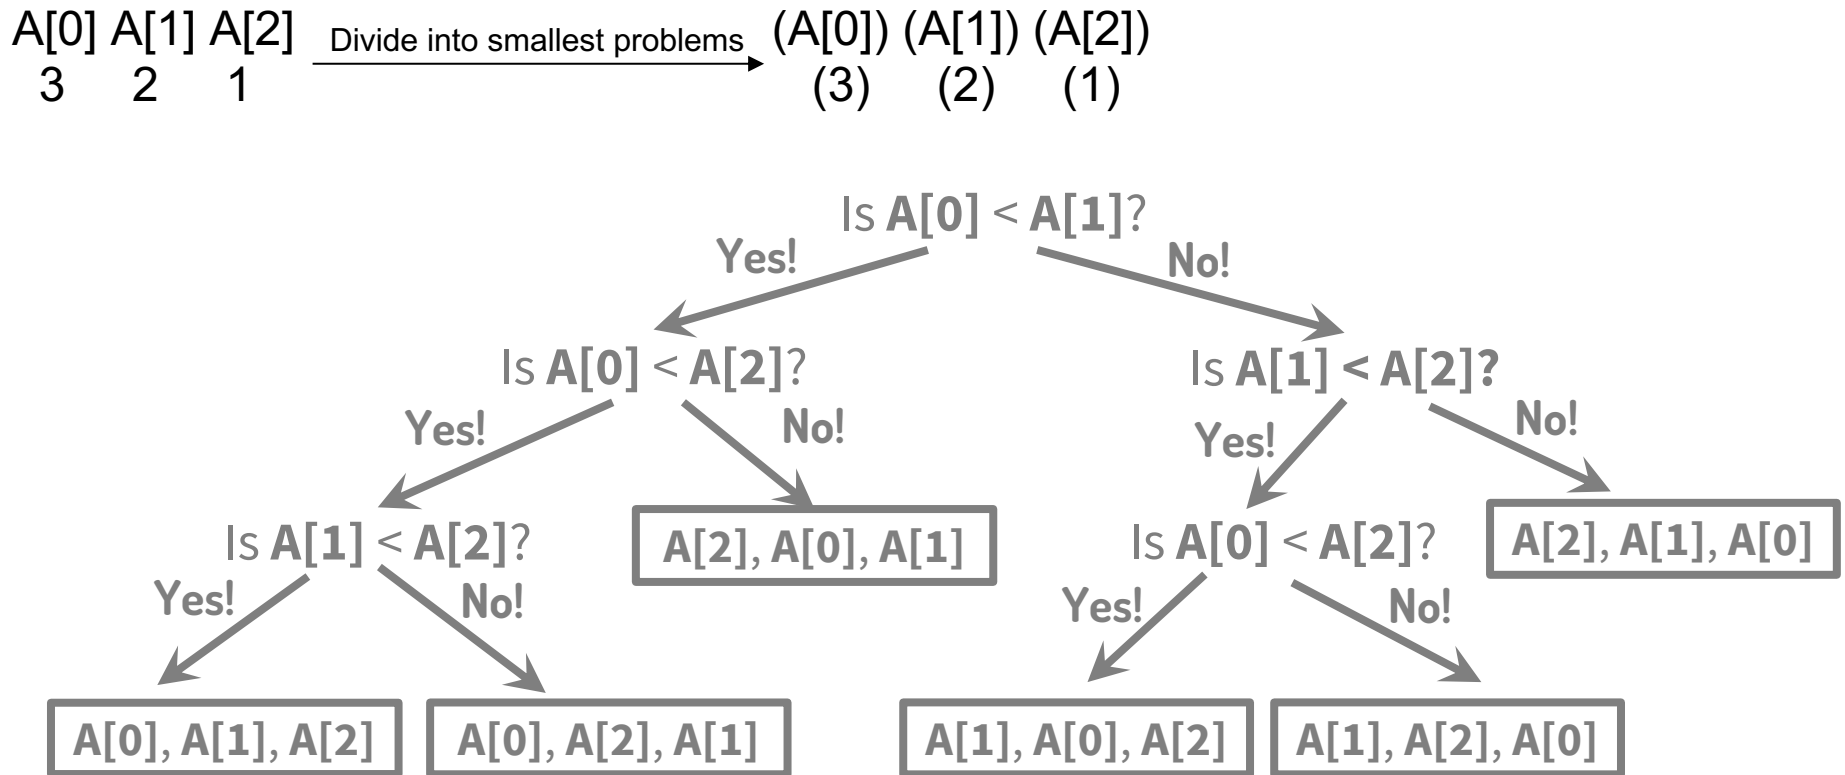 A[0] A[1] A[2] Divide into smallest problems (A[0]) (A[1]) (A[2])
3 2 1 (3) (2) (1)
Is A[0] < A[1]?
Yes! No!
Is A[0] < A[2]? Is A[1] < A[2]?
Yes! No! Yes! No!
Is A[1] < A[2]? A[2], A[0], A[1] Is A[0] < A[2]? A[2], A[1], A[0]
Yes! No! Yes! No!
A[0], A[1], A[2] A[0], A[2], A[1] A[1], A[0], A[2] A[1], A[2], A[0]